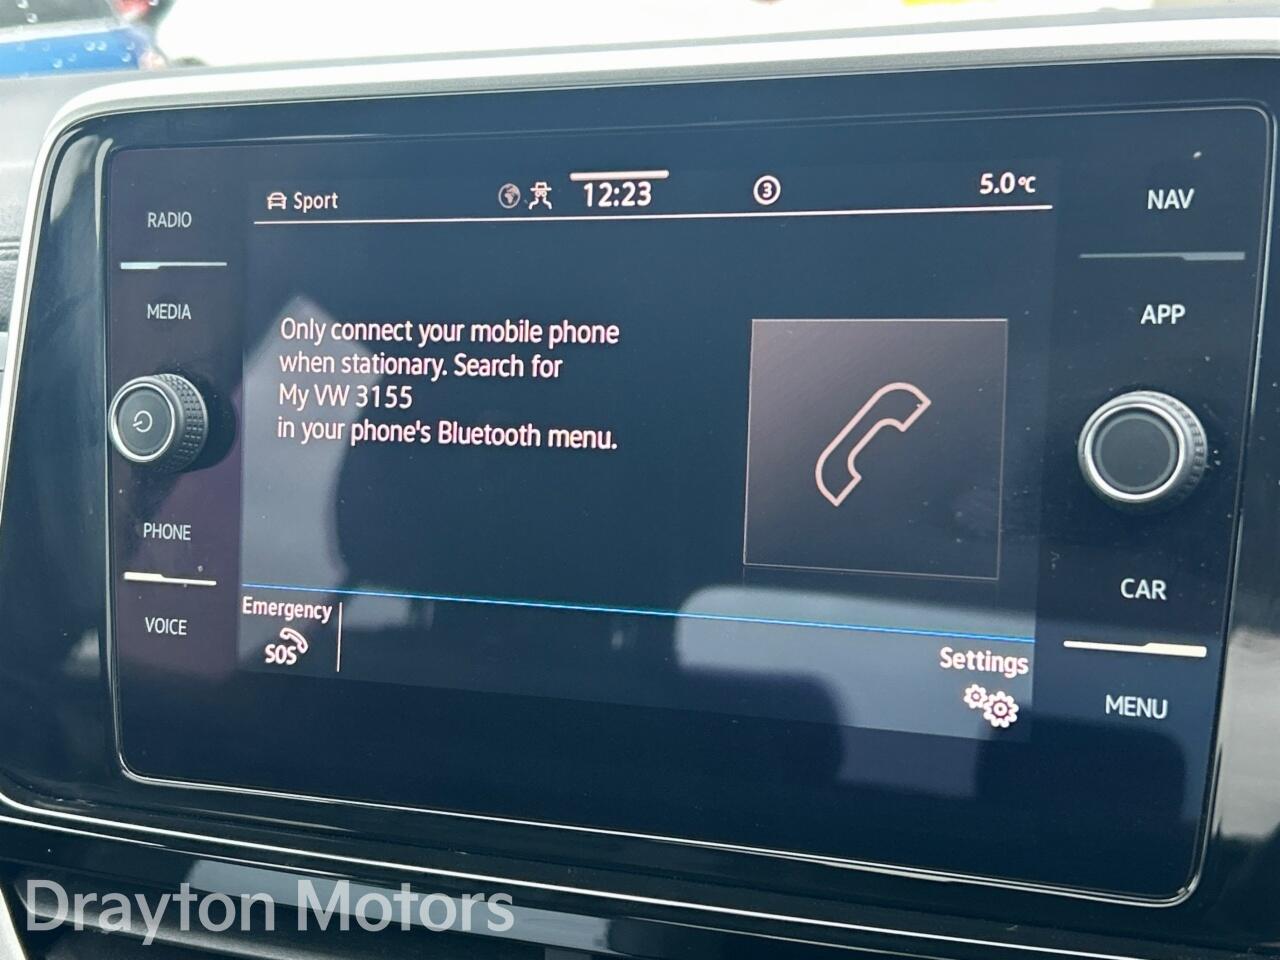 Sport
12:23
3
5.0°C
RADIO
MEDIA
PHONE
VOICE
Only connect your mobile phone
when stationary. Search for
My VW 3155
in your phone's Bluetooth menu.
Emergency
SOS
Settings
NAV
APP
CAR
MENU
Drayton Motors